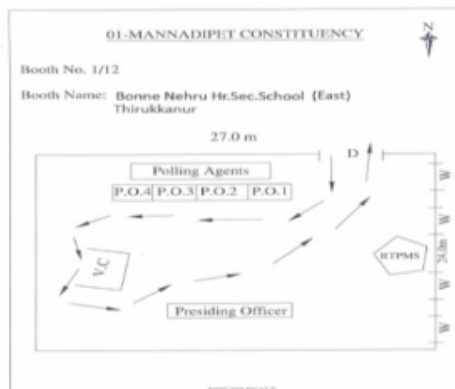 01-MANNADIPET CONSTITUENCY
N
Booth No. 1/12
Booth Name: Bonne Nehru Hr.Sec.School (East)
Thirukkanur
27.0 m
D
Polling Agents
P.O.4 P.O.3 P.O.2 P.O.1
W
W
24.0m
W
W
W
V.C
RTPMS
Presiding Officer